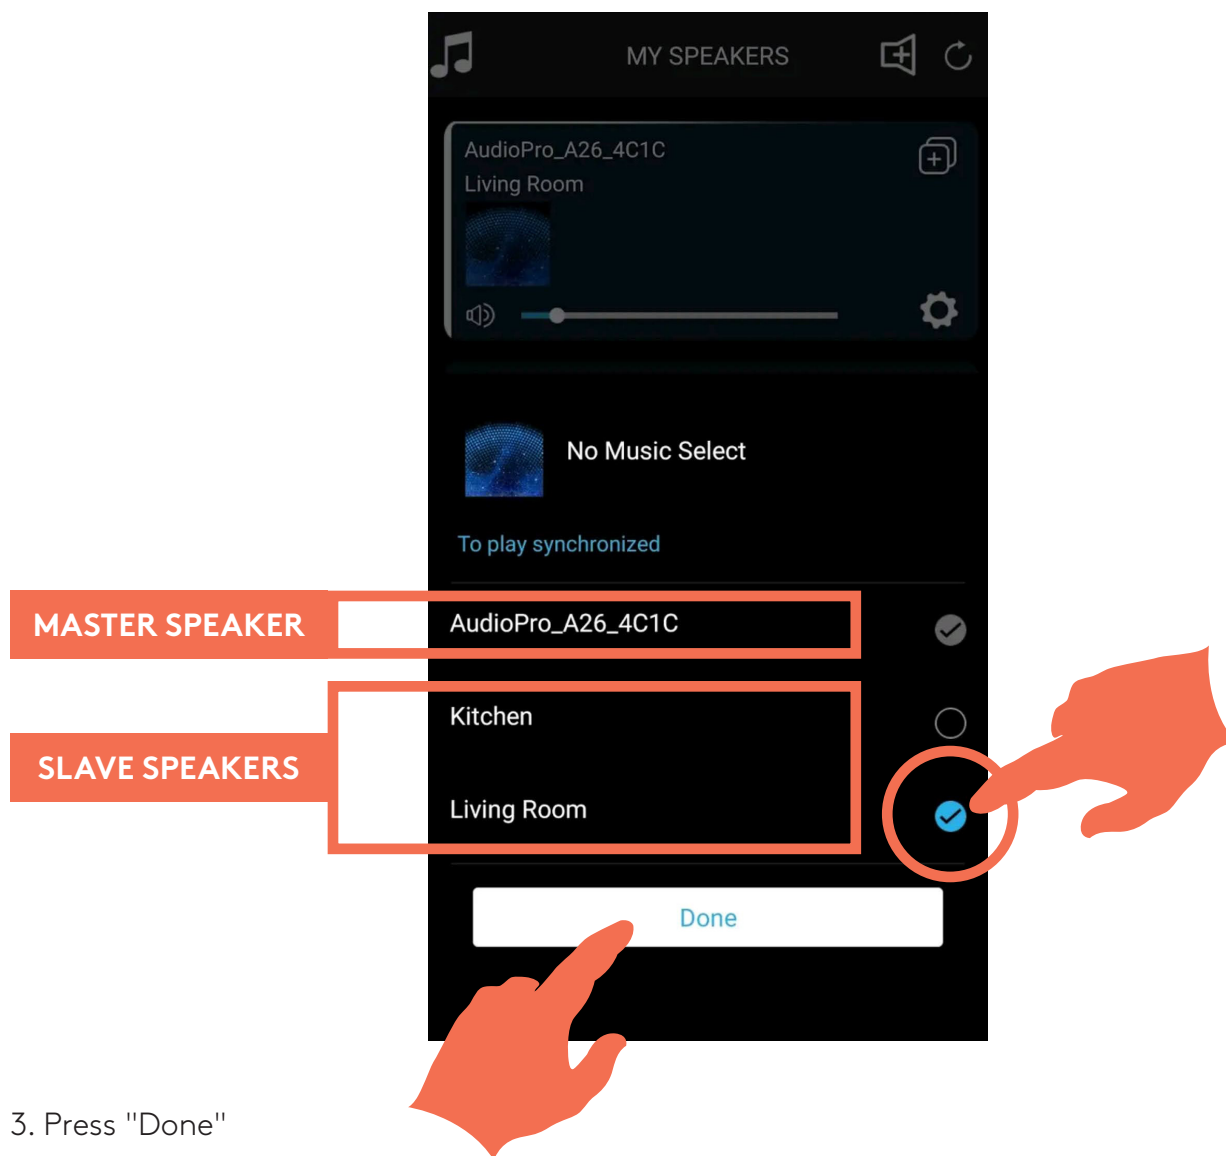 MY SPEAKERS
AudioPro_A26_4C1C
Living Room
No Music Select
To play synchronized
MASTER SPEAKER
AudioPro_A26_4C1C
Kitchen
SLAVE SPEAKERS
Living Room
Done
3. Press "Done"